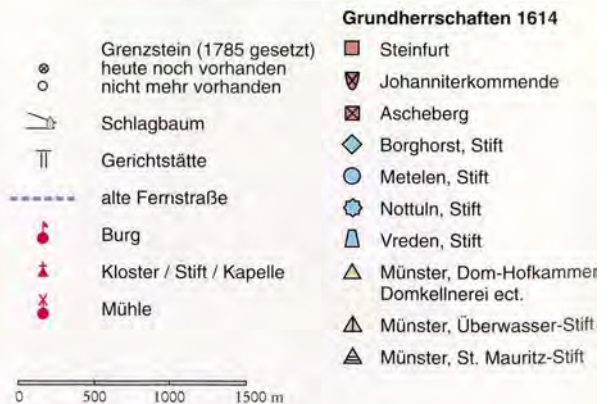 Grenzstein (1785 gesetzt)
heute noch vorhanden
nicht mehr vorhanden
Schlagbaum
Gerichtstätte
alte Fernstraße
Burg
Kloster / Stift / Kapelle
Mühle
0 500 1000 1500 m
Grundherrschaften 1614
Steinfurt
Johanniterkommende
Ascheberg
Borghorst, Stift
Metelen, Stift
Nottuln, Stift
Vreden, Stift
Münster, Dom-Hofkammer
Domkellnerei ect.
Münster, Überwasser-Stift
Münster, St. Mauritz-Stift